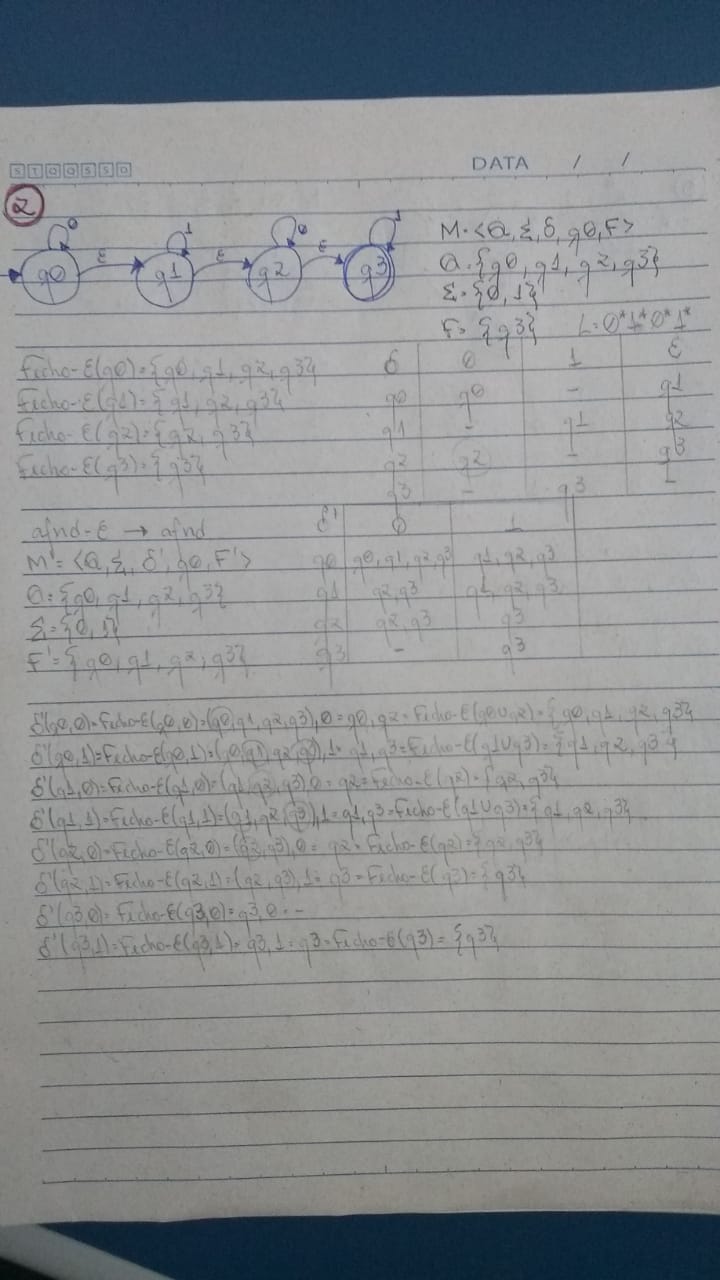 S T Q Q S S D
DATA / /
2
0 1 0 1
ε ε ε
q0 q1 q2 q3
M = <Q, Σ, δ, q0, F>
Q = {q0, q1, q2, q3}
Σ = {0, 1}
F = {q3} L = 0*1*0*1*
Fecho-ε(q0) = {q0, q1, q2, q3}
Fecho-ε(q1) = {q1, q2, q3}
Fecho-ε(q2) = {q2, q3}
Fecho-ε(q3) = {q3}
δ 0 1 ε
q0 q0 - q1
q1 - q1 q2
q2 q2 - q3
q3 - q3 -
afnd-ε → afnd
M' = <Q, Σ, δ', q0, F'>
Q = {q0, q1, q2, q3}
Σ = {0, 1}
F' = {q0, q1, q2, q3}
δ' 0 1
q0 q0, q1, q2, q3 q1, q2, q3
q1 q2, q3 q1, q2, q3
q2 q2, q3 q3
q3 - q3
δ'(q0,0) = Fecho-ε(q0,0) = (q0, q1, q2, q3), 0 = q0, q2 = Fecho-ε(q0∪q2) = {q0, q1, q2, q3}
δ'(q0,1) = Fecho-ε(q0,1) = (q0, q1, q2, q3), 1 = q1, q3 = Fecho-ε(q1∪q3) = {q1, q2, q3}
δ'(q1,0) = Fecho-ε(q1,0) = (q1, q2, q3), 0 = q2 = Fecho-ε(q2) = {q2, q3}
δ'(q1,1) = Fecho-ε(q1,1) = (q1, q2, q3), 1 = q1, q3 = Fecho-ε(q1∪q3) = {q1, q2, q3}
δ'(q2,0) = Fecho-ε(q2,0) = (q2, q3), 0 = q2 = Fecho-ε(q2) = {q2, q3}
δ'(q2,1) = Fecho-ε(q2,1) = (q2, q3), 1 = q3 = Fecho-ε(q3) = {q3}
δ'(q3,0) = Fecho-ε(q3,0) = q3, 0 = -
δ'(q3,1) = Fecho-ε(q3,1) = q3, 1 = q3 = Fecho-ε(q3) = {q3}